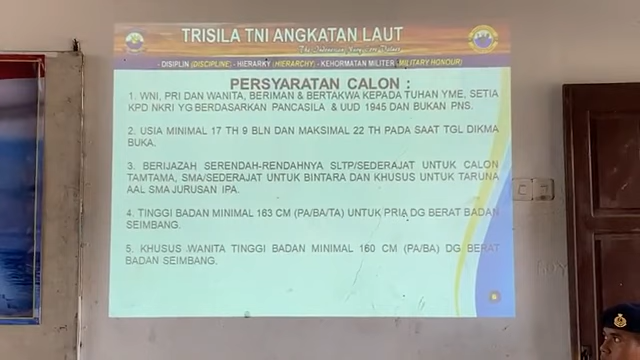 TRISILA TNI ANGKATAN LAUT
- DISIPLIN (DISCIPLINE) - HIERARKY (HIERARCHY) - KEHORMATAN MILITER (MILITARY HONOUR)
PERSYARATAN CALON :
1. WNI, PRI DAN WANITA, BERIMAN & BERTAKWA KEPADA TUHAN YME, SETIA
KPD NKRI YG BERDASARKAN PANCASILA & UUD 1945 DAN BUKAN PNS.
2. USIA MINIMAL 17 TH 9 BLN DAN MAKSIMAL 22 TH PADA SAAT TGL DIKMA
BUKA.
3. BERIJAZAH SERENDAH-RENDAHNYA SLTP/SEDERAJAT UNTUK CALON
TAMTAMA, SMA/SEDERAJAT UNTUK BINTARA DAN KHUSUS UNTUK TARUNA
AAL SMA JURUSAN IPA.
4. TINGGI BADAN MINIMAL 163 CM (PA/BA/TA) UNTUK PRIA DG BERAT BADAN
SEIMBANG.
5. KHUSUS WANITA TINGGI BADAN MINIMAL 160 CM (PA/BA) DG BERAT
BADAN SEIMBANG.